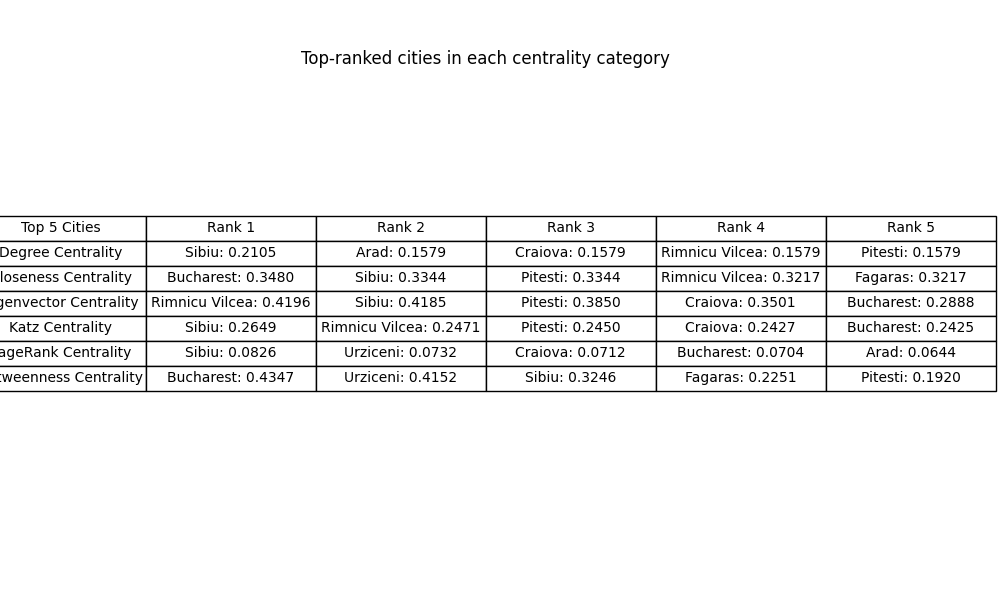 Top-ranked cities in each centrality category
Top 5 Cities Rank 1 Rank 2 Rank 3 Rank 4 Rank 5
Degree Centrality Sibiu: 0.2105 Arad: 0.1579 Craiova: 0.1579 Rimnicu Vilcea: 0.1579 Pitesti: 0.1579
loseness Centrality Bucharest: 0.3480 Sibiu: 0.3344 Pitesti: 0.3344 Rimnicu Vilcea: 0.3217 Fagaras: 0.3217
genvector Centrality Rimnicu Vilcea: 0.4196 Sibiu: 0.4185 Pitesti: 0.3850 Craiova: 0.3501 Bucharest: 0.2888
Katz Centrality Sibiu: 0.2649 Rimnicu Vilcea: 0.2471 Pitesti: 0.2450 Craiova: 0.2427 Bucharest: 0.2425
ageRank Centrality Sibiu: 0.0826 Urziceni: 0.0732 Craiova: 0.0712 Bucharest: 0.0704 Arad: 0.0644
tweenness Centrality Bucharest: 0.4347 Urziceni: 0.4152 Sibiu: 0.3246 Fagaras: 0.2251 Pitesti: 0.1920